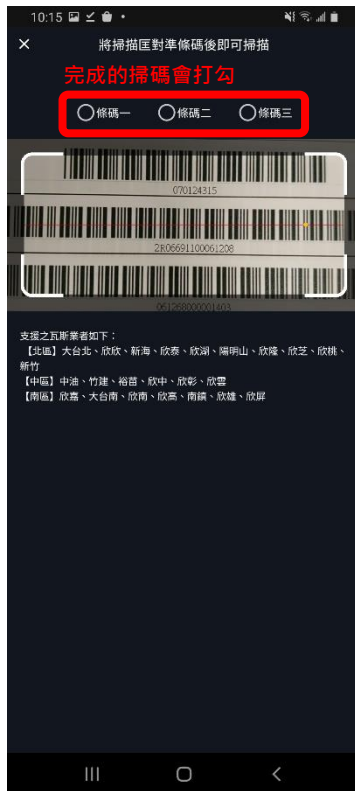 10:15
將掃描匡對準條碼後即可掃描
完成的掃碼會打勾
條碼一 條碼二 條碼三
070124315
2R06691100061208
051268000001403
支援之瓦斯業者如下：
【北區】大台北、欣欣、新海、欣泰、欣湖、陽明山、欣隆、欣芝、欣桃、
新竹
【中區】中油、竹建、裕苗、欣中、欣彰、欣雲
【南區】欣嘉、大台南、欣南、欣高、南鎮、欣雄、欣屏